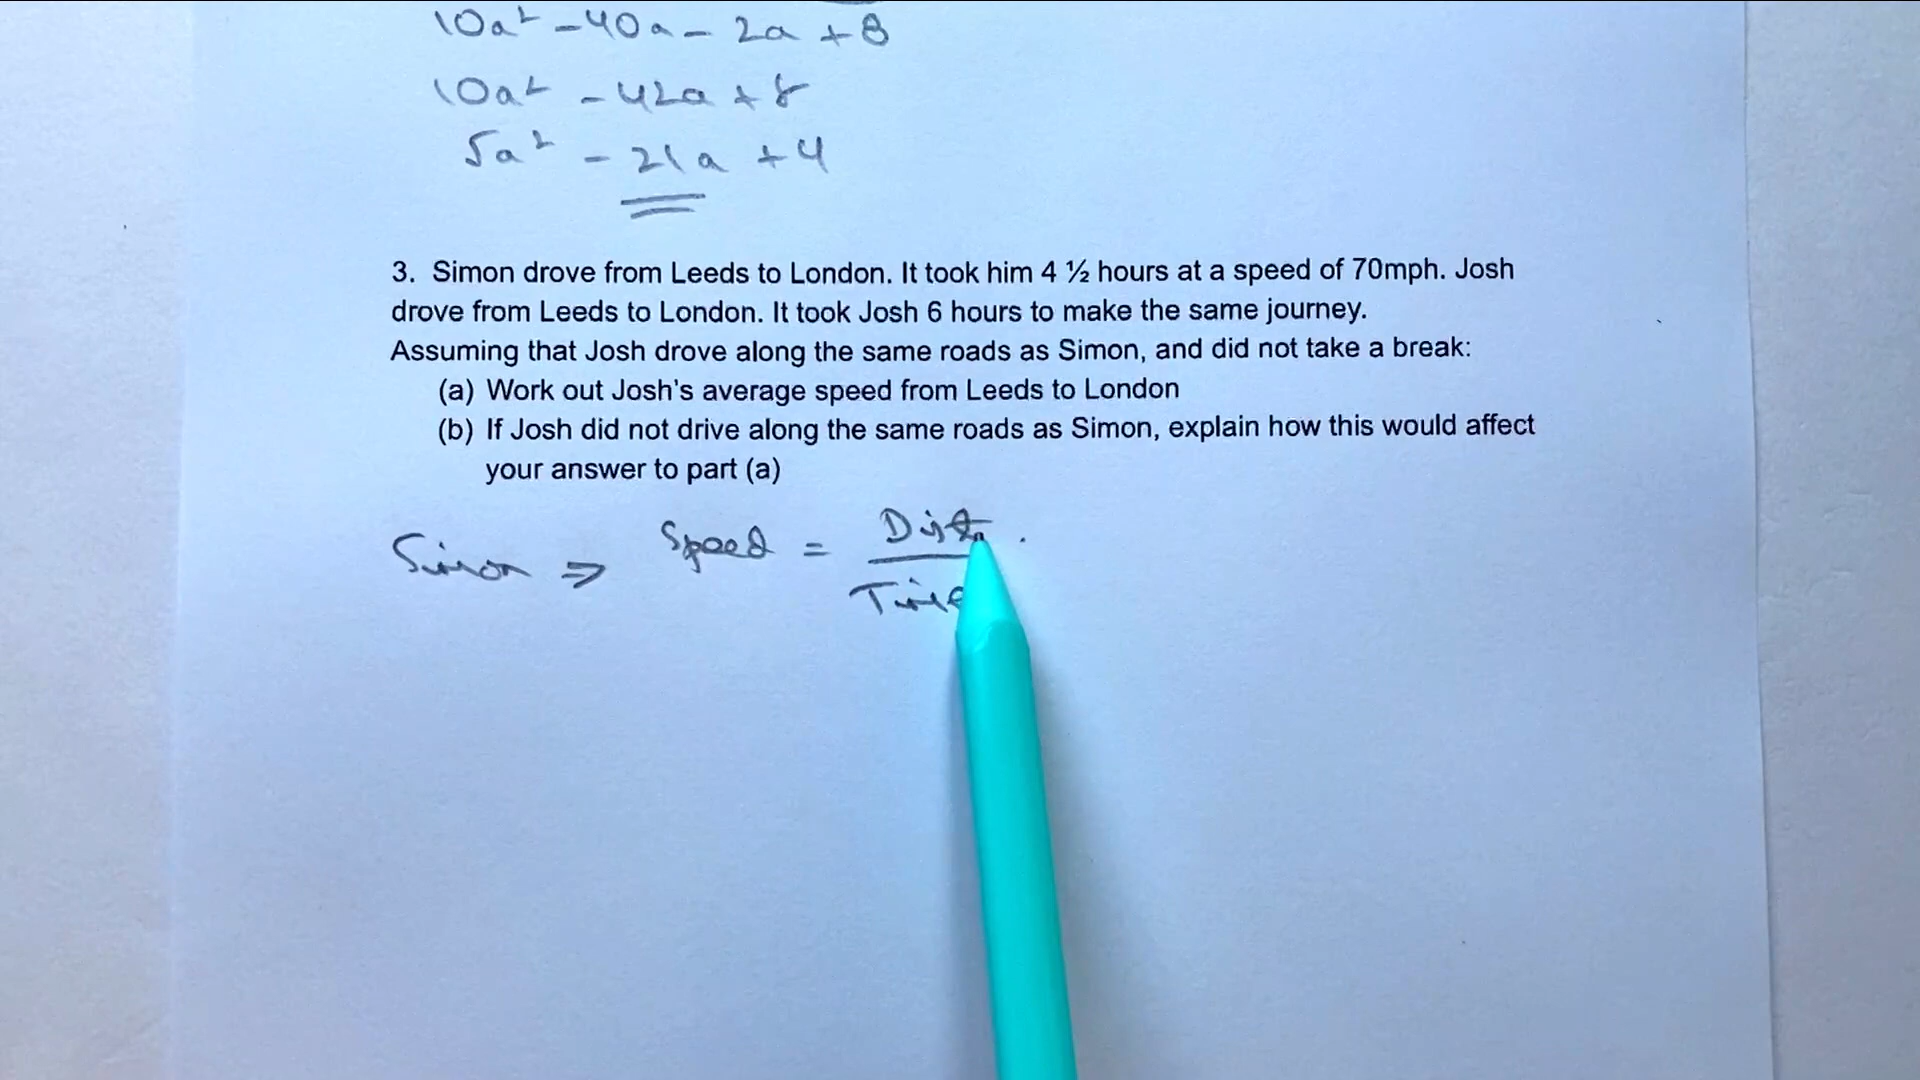 10a² - 40a - 2a + 8
10a² - 42a + 8
5a² - 21a + 4
3. Simon drove from Leeds to London. It took him 4 ½ hours at a speed of 70mph. Josh
drove from Leeds to London. It took Josh 6 hours to make the same journey.
Assuming that Josh drove along the same roads as Simon, and did not take a break:
(a) Work out Josh's average speed from Leeds to London
(b) If Josh did not drive along the same roads as Simon, explain how this would affect
your answer to part (a)
Simon ⇒ Speed = Dist.
Time